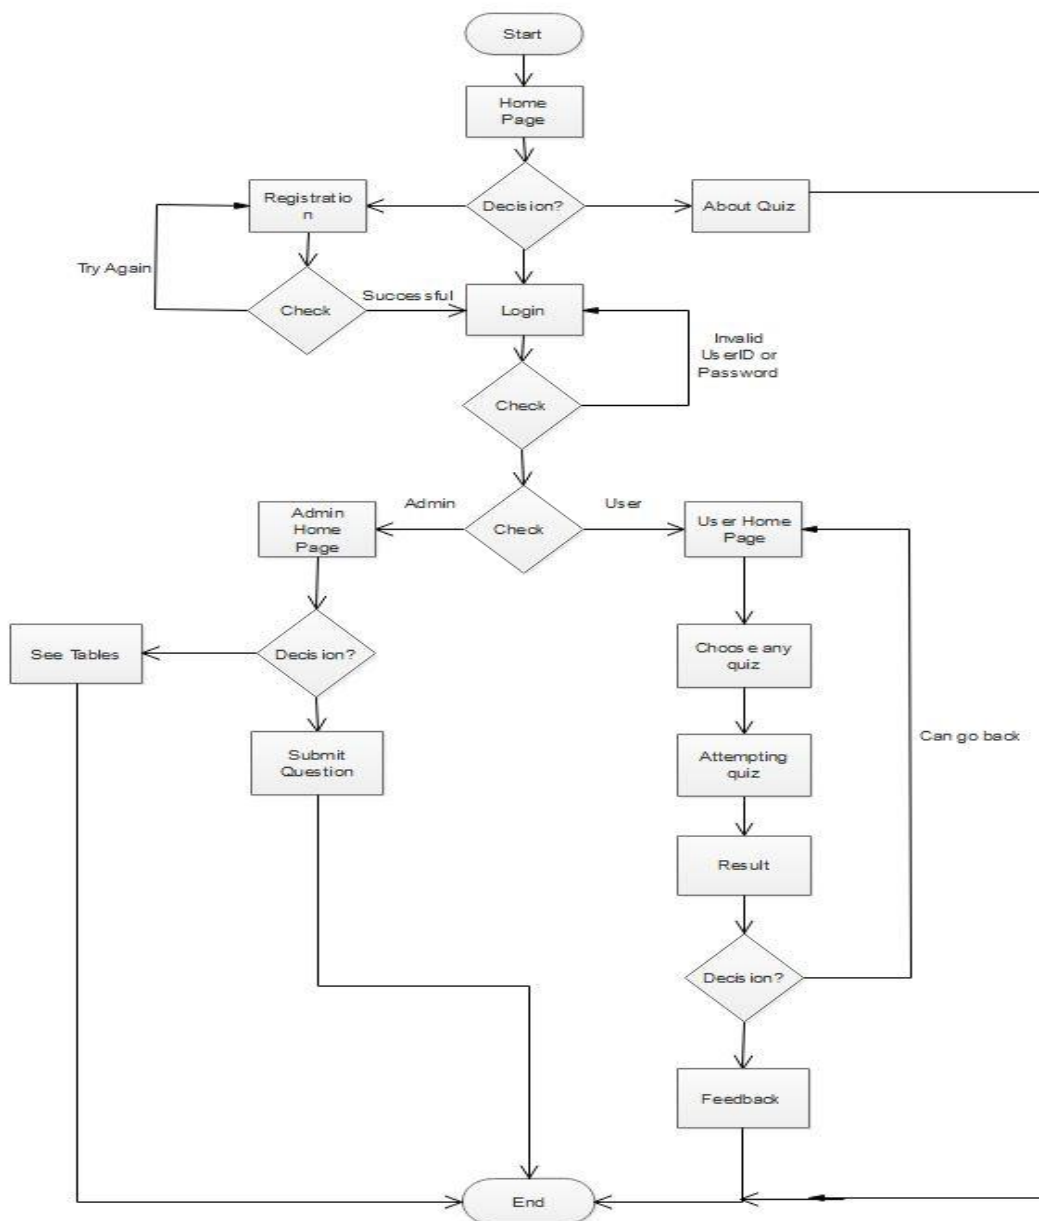 Start
Home
Page
Registratio
n
Decision?
About Quiz
Try Again
Check
Successful
Login
Invalid
UserID or
Password
Check
Admin
Home
Page
Admin
Check
User
User Home
Page
See Tables
Decision?
Choose any
quiz
Submit
Question
Attempting
quiz
Can go back
Result
Decision?
Feedback
End